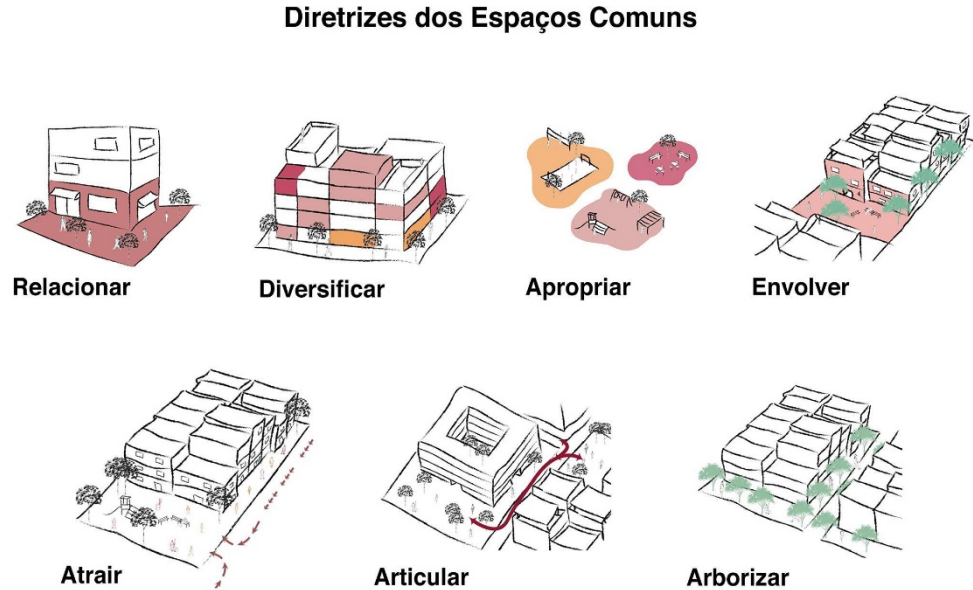 Diretrizes dos Espaços Comuns
Relacionar
Diversificar
Apropriar
Envolver
Atrair
Articular
Arborizar